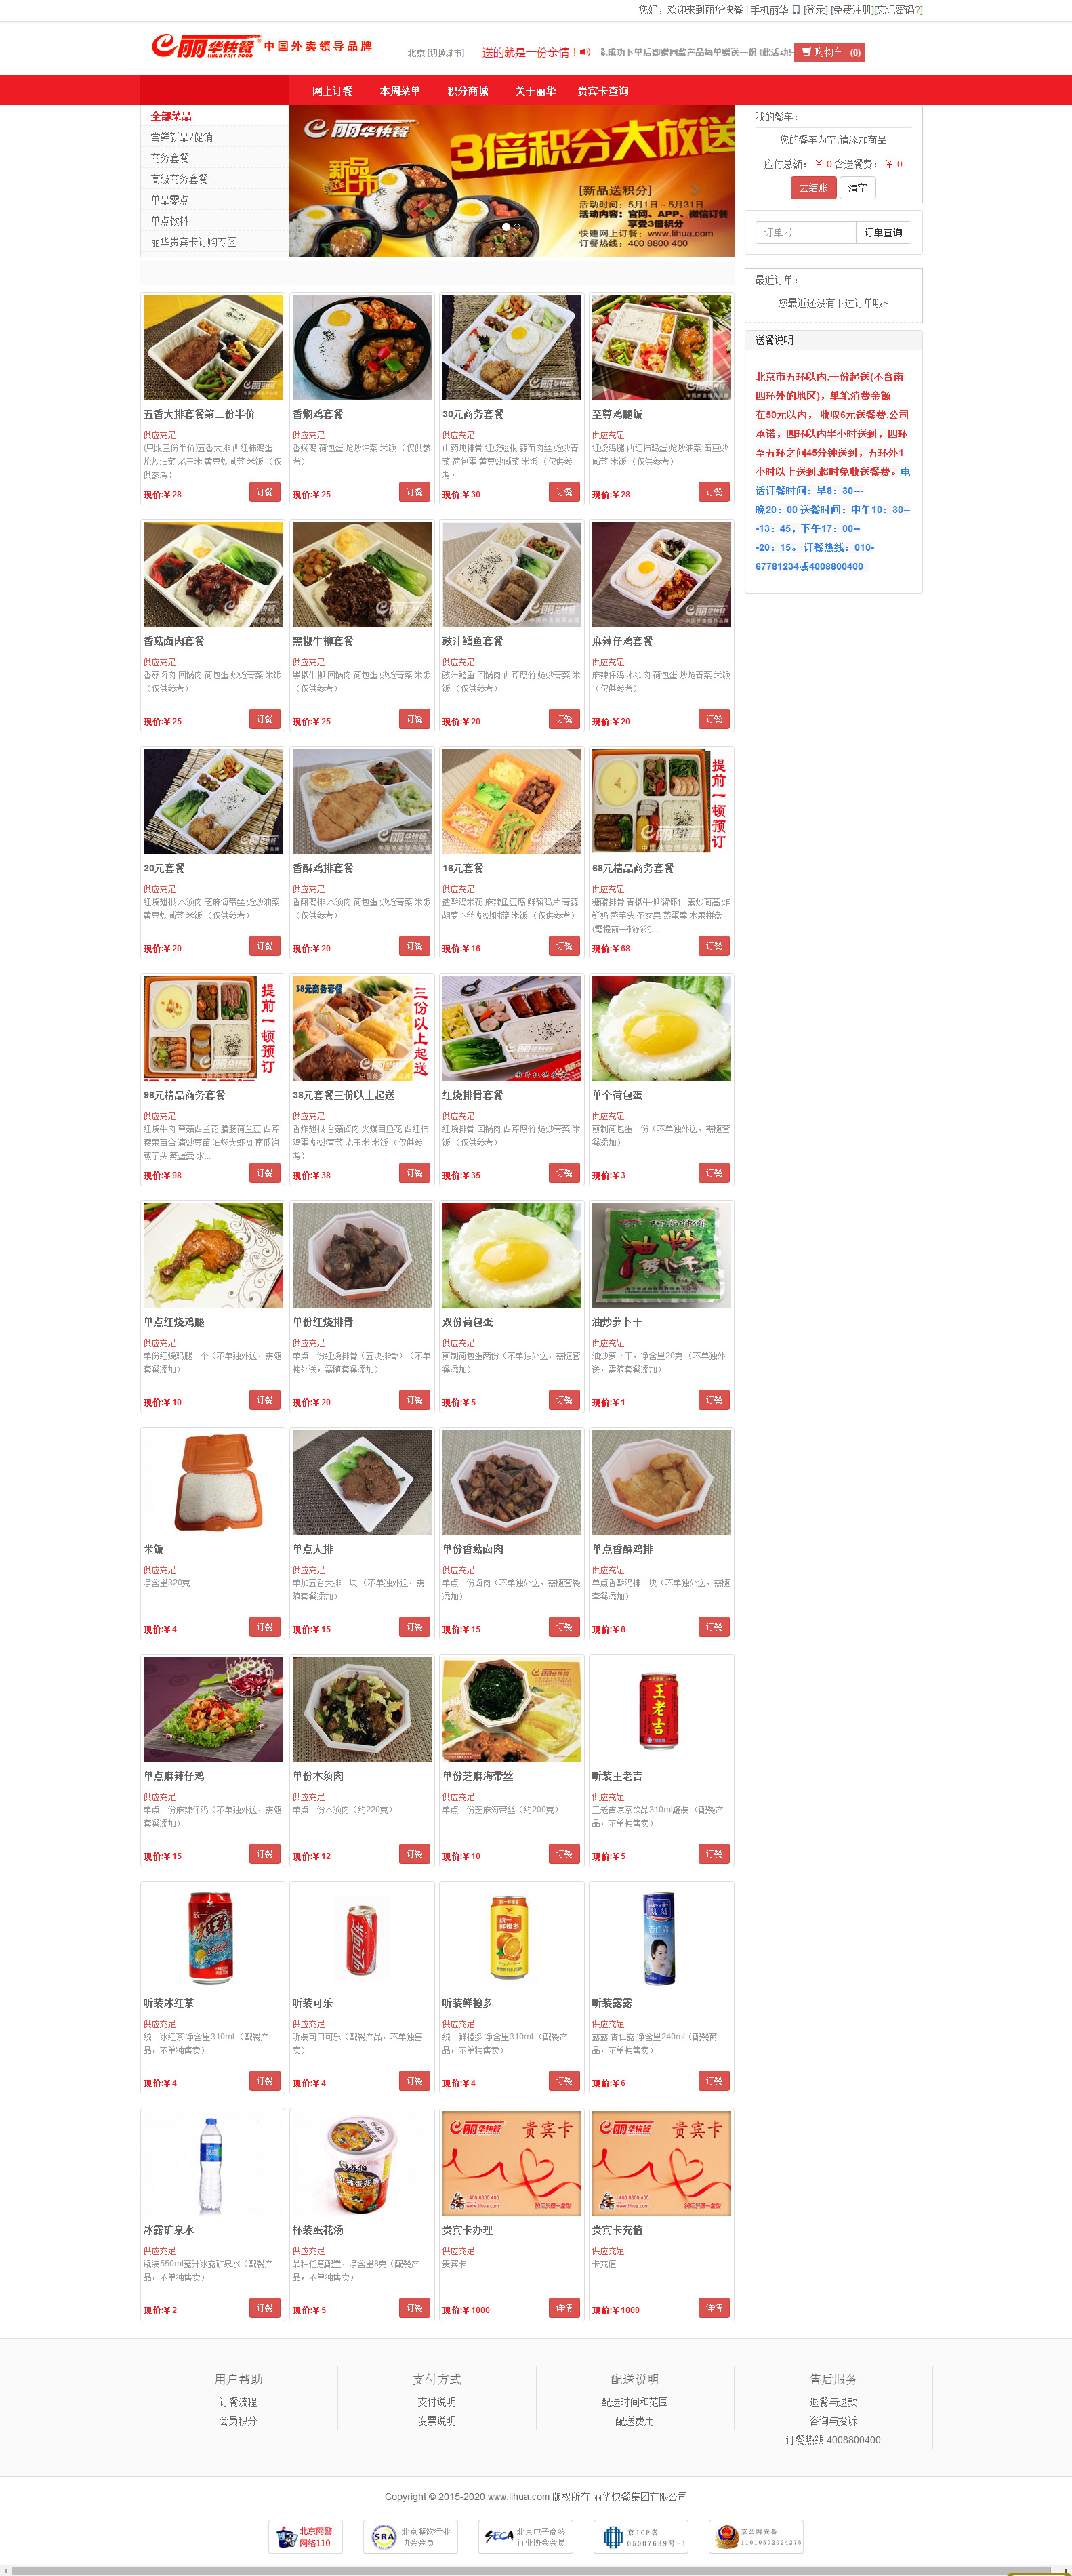 您好，欢迎来到丽华快餐 | 手机丽华 [登录] [免费注册][忘记密码?]
丽华快餐 中国外卖领导品牌
北京 [切换城市]
送的就是一份亲情！
购物车 (0)
网上订餐 本周菜单 积分商城 关于丽华 贵宾卡查询
全部菜品
尝鲜新品/促销
商务套餐
高级商务套餐
单品零点
单点饮料
丽华贵宾卡订购专区
丽华快餐
3倍积分大放送
新品上市
[新品送积分]
活动时间：5月1日~5月31日
活动内容：官网、APP、微信订餐
享受3倍积分
快速网上订餐：www.lihua.com
订餐热线：400 8800 400
我的餐车：
您的餐车为空,请添加商品
应付总额：￥ 0 含送餐费：￥ 0
去结账 清空
订单号 订单查询
最近订单：
您最近还没有下过订单哦~
送餐说明
北京市五环以内,一份起送(不含南
四环外的地区)，单笔消费金额
在50元以内， 收取6元送餐费,公司
承诺，四环以内半小时送到，四环
至五环之间45分钟送到，五环外1
小时以上送到,超时免收送餐费。电
话订餐时间：早8：30---
晚20：00 送餐时间：中午10：30--
-13：45，下午17：00--
-20：15。 订餐热线：010-
67781234或4008800400
五香大排套餐第二份半价
供应充足
(只限三份半价)五香大排 西红柿鸡蛋
炝炒油菜 老玉米 黄豆炒咸菜 米饭 （仅
供参考）
现价:￥28 订餐
香焖鸡套餐
供应充足
香焖鸡 荷包蛋 炝炒油菜 米饭 （仅供参
考）
现价:￥25 订餐
30元商务套餐
供应充足
山药炖排骨 红烧翅根 蒜苗肉丝 炝炒青
菜 荷包蛋 黄豆炒咸菜 米饭 （仅供参
考）
现价:￥30 订餐
至尊鸡腿饭
供应充足
红烧鸡腿 西红柿鸡蛋 炝炒油菜 黄豆炒
咸菜 米饭 （仅供参考）
现价:￥28 订餐
香菇卤肉套餐
供应充足
香菇卤肉 回锅肉 荷包蛋 炒炝青菜 米饭
（仅供参考）
现价:￥25 订餐
黑椒牛柳套餐
供应充足
黑椒牛柳 回锅肉 荷包蛋 炒炝青菜 米饭
（仅供参考）
现价:￥25 订餐
豉汁鳕鱼套餐
供应充足
豉汁鳕鱼 回锅肉 西芹腐竹 炝炒青菜 米
饭 （仅供参考）
现价:￥20 订餐
麻辣仔鸡套餐
供应充足
麻辣仔鸡 木须肉 荷包蛋 炒炝青菜 米饭
（仅供参考）
现价:￥20 订餐
20元套餐
供应充足
红烧翅根 木须肉 芝麻海带丝 炝炒油菜
黄豆炒咸菜 米饭 （仅供参考）
现价:￥20 订餐
香酥鸡排套餐
供应充足
香酥鸡排 木须肉 荷包蛋 炒炝青菜 米饭
（仅供参考）
现价:￥20 订餐
16元套餐
供应充足
盐酥鸡米花 麻辣鱼豆腐 鲜熘鸡片 青蒜
胡萝卜丝 炝炒时蔬 米饭 （仅供参考）
现价:￥16 订餐
提前一顿预订
68元精品商务套餐
供应充足
糖醋排骨 青椒牛柳 熘虾仁 素炒茼蒿 炸
鲜奶 蒸芋头 圣女果 蒸蛋羹 水果拼盘
(需提前一顿预约...
现价:￥68 订餐
提前一顿预订
98元精品商务套餐
供应充足
红烧牛肉 草菇西兰花 腊肠荷兰豆 西芹
腰果百合 清炒豆苗 油焖大虾 炸南瓜饼
蒸芋头 蒸蛋羹 水...
现价:￥98 订餐
38元商务套餐
三份以上起送
38元套餐三份以上起送
供应充足
香炸翅根 香菇卤肉 火爆目鱼花 西红柿
鸡蛋 炝炒青菜 老玉米 米饭 （仅供参
考）
现价:￥38 订餐
红烧排骨套餐
供应充足
红烧排骨 回锅肉 西芹腐竹 炝炒青菜 米
饭 （仅供参考）
现价:￥35 订餐
单个荷包蛋
供应充足
煎制荷包蛋一份（不单独外送，需随套
餐添加）
现价:￥3 订餐
单点红烧鸡腿
供应充足
单份红烧鸡腿一个（不单独外送，需随
套餐添加）
现价:￥10 订餐
单份红烧排骨
供应充足
单点一份红烧排骨（五块排骨）（不单
独外送，需随套餐添加）
现价:￥20 订餐
双份荷包蛋
供应充足
煎制荷包蛋两份（不单独外送，需随套
餐添加）
现价:￥5 订餐
油炒萝卜干
供应充足
油炒萝卜干，净含量20克 （不单独外
送，需随套餐添加）
现价:￥1 订餐
米饭
供应充足
净含量320克
现价:￥4 订餐
单点大排
供应充足
单加五香大排一块 （不单独外送，需
随套餐添加）
现价:￥15 订餐
单份香菇卤肉
供应充足
单点一份卤肉（不单独外送，需随套餐
添加）
现价:￥15 订餐
单点香酥鸡排
供应充足
单点香酥鸡排一块（不单独外送，需随
套餐添加）
现价:￥8 订餐
单点麻辣仔鸡
供应充足
单点一份麻辣仔鸡（不单独外送，需随
套餐添加）
现价:￥15 订餐
单份木须肉
供应充足
单点一份木须肉（约220克）
现价:￥12 订餐
单份芝麻海带丝
供应充足
单点一份芝麻海带丝（约200克）
现价:￥10 订餐
王老吉
听装王老吉
供应充足
王老吉凉茶饮品310ml罐装 （配餐产
品，不单独售卖）
现价:￥5 订餐
听装冰红茶
供应充足
统一冰红茶 净含量310ml （配餐产
品，不单独售卖）
现价:￥4 订餐
听装可乐
供应充足
听装可口可乐（配餐产品，不单独售
卖）
现价:￥4 订餐
听装鲜橙多
供应充足
统一鲜橙多 净含量310ml （配餐产
品，不单独售卖）
现价:￥4 订餐
听装露露
供应充足
露露 杏仁露 净含量240ml（配餐商
品，不单独售卖）
现价:￥6 订餐
冰露矿泉水
供应充足
瓶装550ml毫升冰露矿泉水（配餐产
品，不单独售卖）
现价:￥2 订餐
杯装蛋花汤
供应充足
品种任意配置，净含量8克（配餐产
品，不单独售卖）
现价:￥5 订餐
丽华快餐 贵宾卡
贵宾卡办理
供应充足
贵宾卡
现价:￥1000 详情
丽华快餐 贵宾卡
贵宾卡充值
供应充足
卡充值
现价:￥1000 详情
用户帮助 支付方式 配送说明 售后服务
订餐流程 支付说明 配送时间和范围 退餐与退款
会员积分 发票说明 配送费用 咨询与投诉
订餐热线:4008800400
Copyright © 2015-2020 www.lihua.com 版权所有 丽华快餐集团有限公司
北京网警
网络110
SRA 北京餐饮行业
协会会员
SECA 北京电子商务
行业协会会员
京ICP备
05007639号-1
京公网安备
11010502026275